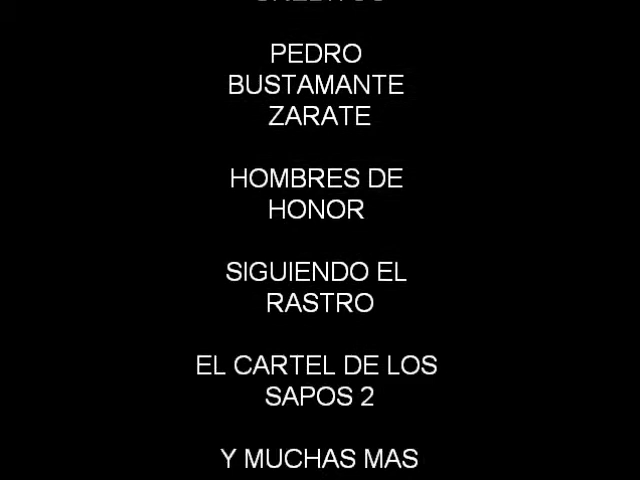 PEDRO
BUSTAMANTE
ZARATE
HOMBRES DE
HONOR
SIGUIENDO EL
RASTRO
EL CARTEL DE LOS
SAPOS 2
Y MUCHAS MAS